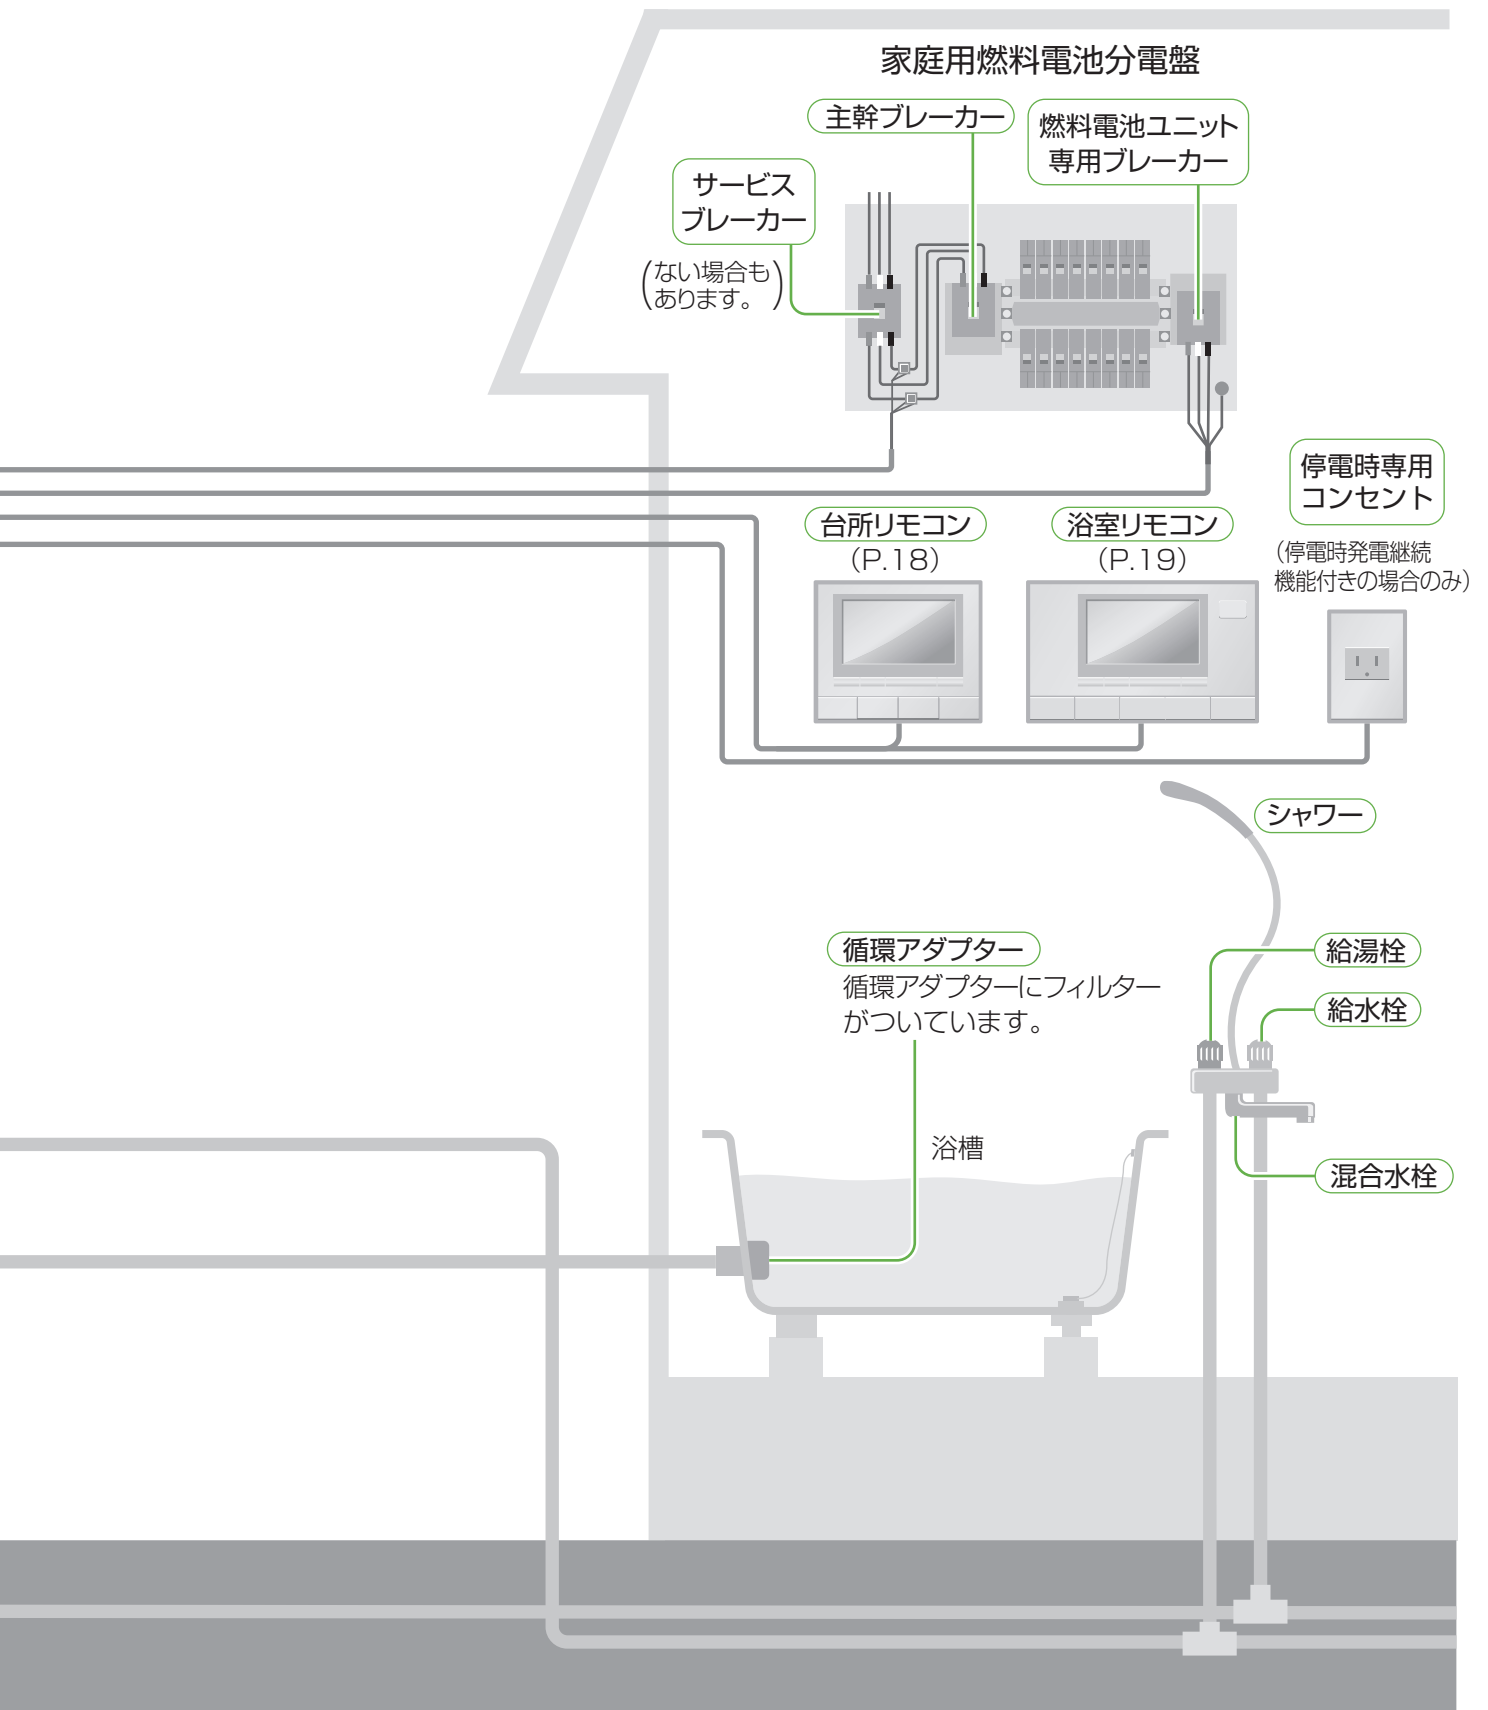 家庭用燃料電池分電盤
主幹ブレーカー
燃料電池ユニット
専用ブレーカー
サービス
ブレーカー
(ない場合も
あります。)
停電時専用
コンセント
(停電時発電継続
機能付きの場合のみ)
台所リモコン
(P.18)
浴室リモコン
(P.19)
シャワー
循環アダプター
循環アダプターにフィルター
がついています。
給湯栓
給水栓
浴槽
混合水栓